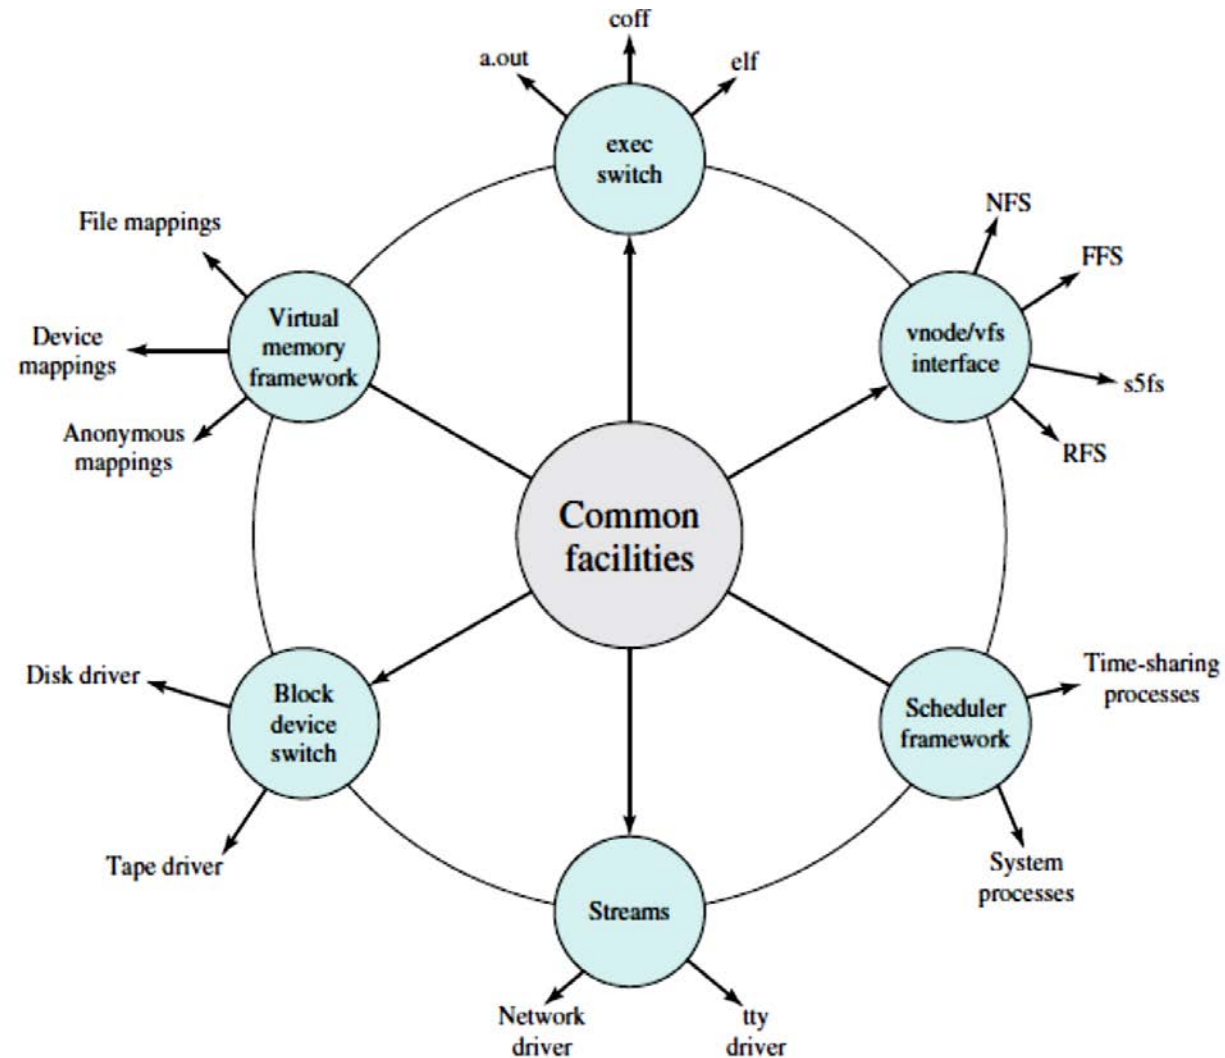 coff
a.out
elf
exec
switch
NFS
FFS
s5fs
RFS
vnode/vfs
interface
File mappings
Device
mappings
Anonymous
mappings
Virtual
memory
framework
Common
facilities
Disk driver
Tape driver
Block
device
switch
Time-sharing
processes
System
processes
Scheduler
framework
Streams
Network
driver
tty
driver